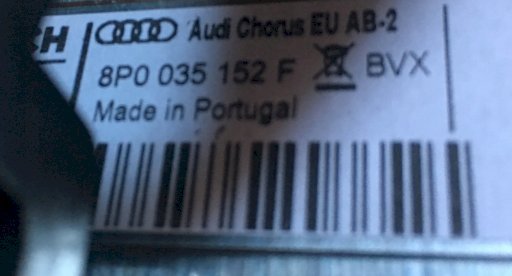 Audi Chorus EU AB-2
8P0 035 152 F BVX
Made in Portugal